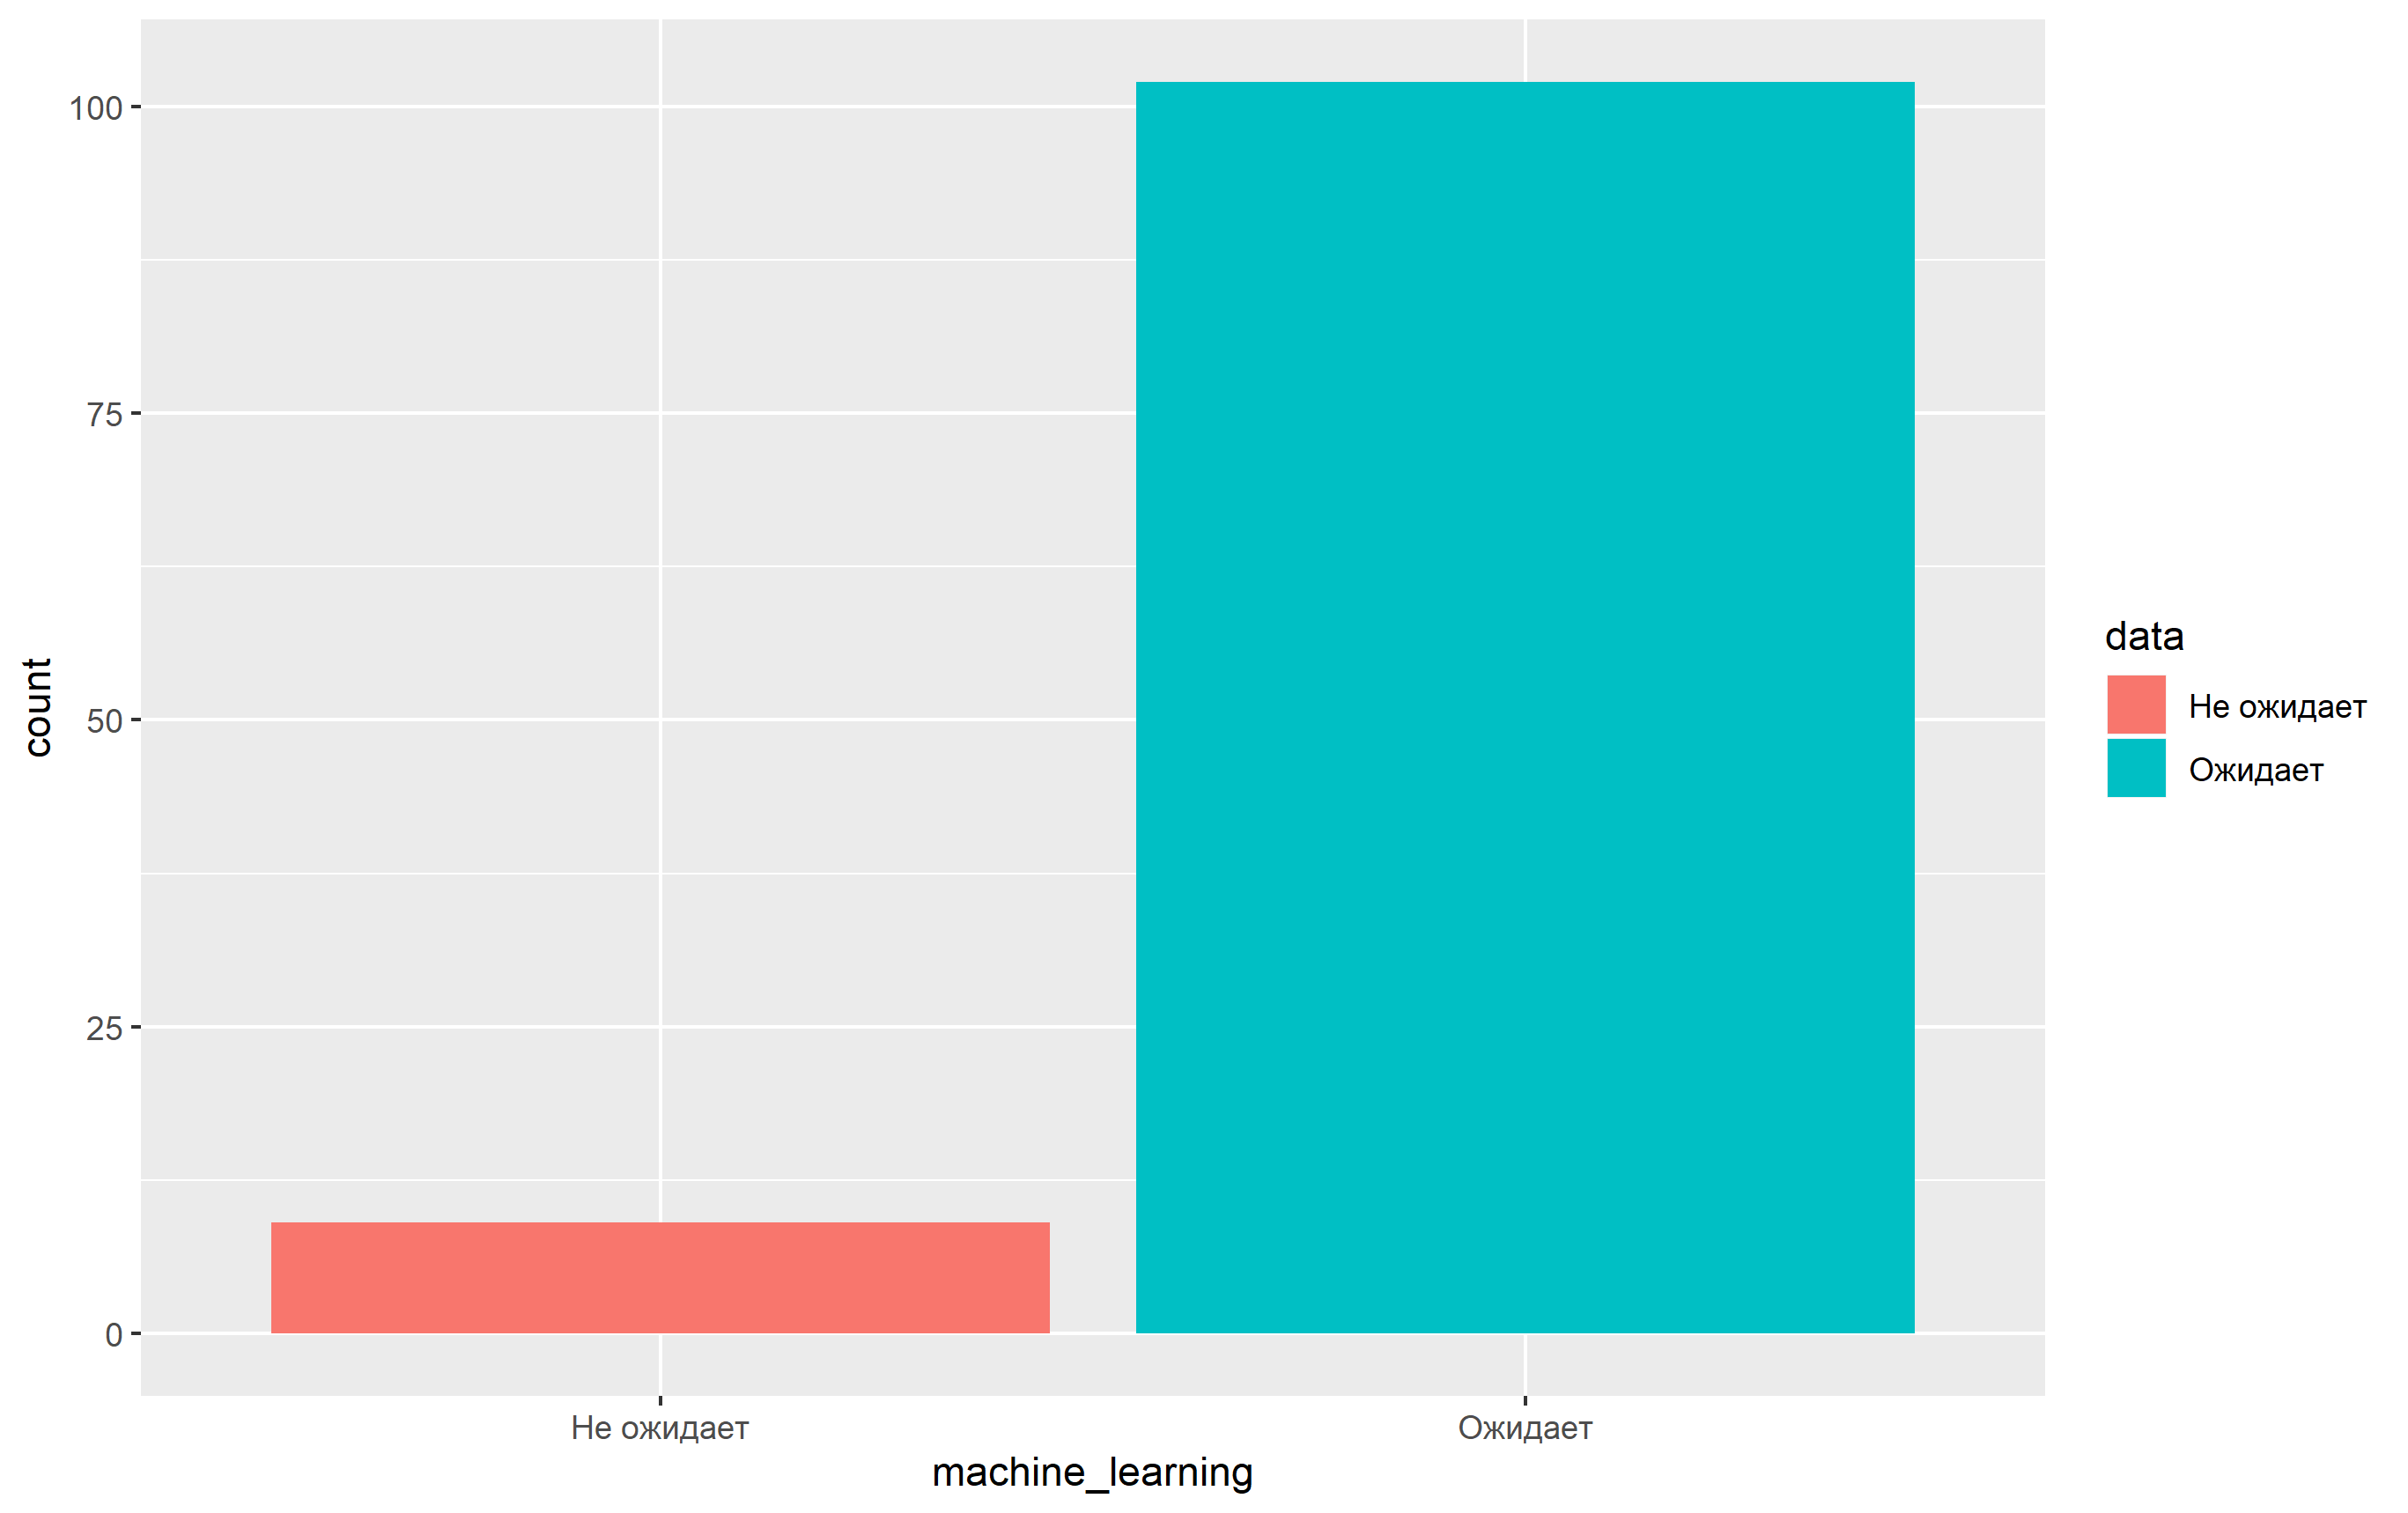 count
100
75
50
25
0
Не ожидает
Ожидает
machine_learning
data
Не ожидает
Ожидает